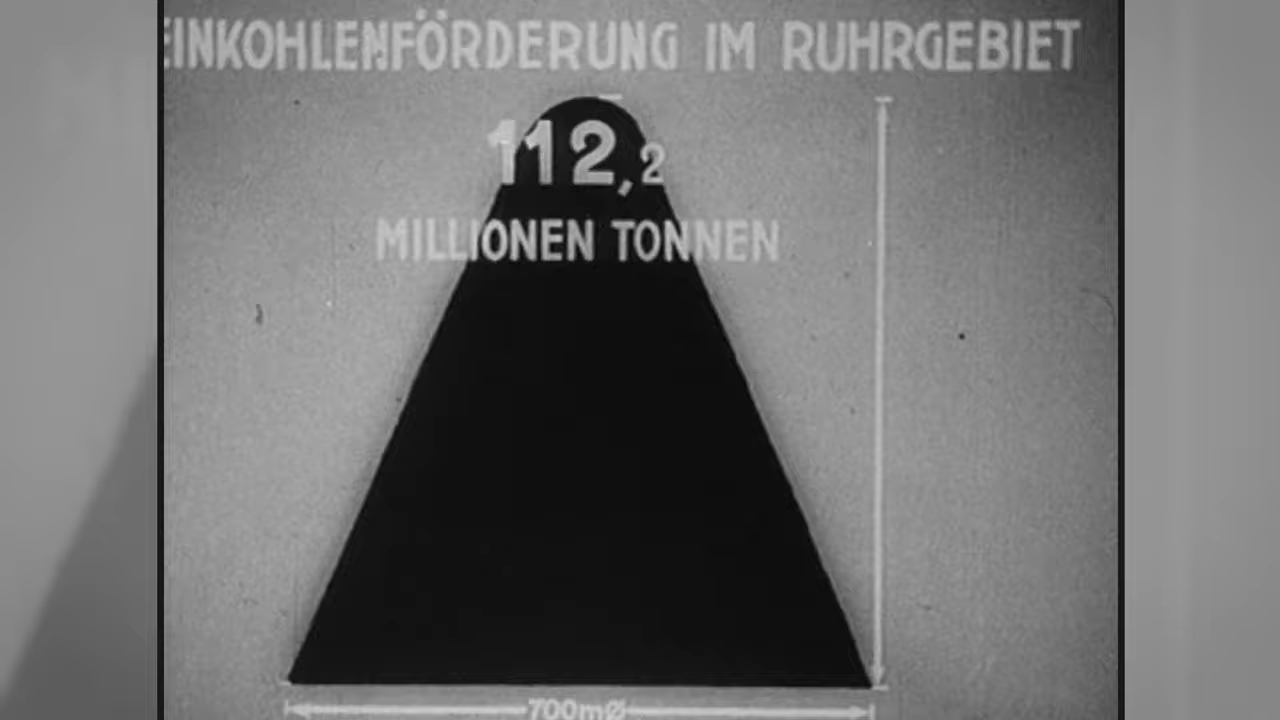 EINKOHLENFÖRDERUNG IM RUHRGEBIET
112,2
MILLIONEN TONNEN
700mø